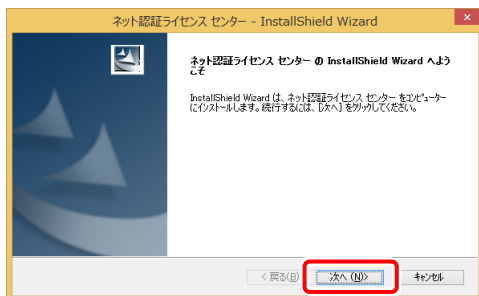 ネット認証ライセンス センター - InstallShield Wizard
ネット認証ライセンス センター の InstallShield Wizard へよう
こそ
InstallShield Wizard は、ネット認証ライセンス センター をコンピューター
にインストールします。続行するには、[次へ] をクリックしてください。
< 戻る(B)
次へ (N)>
キャンセル